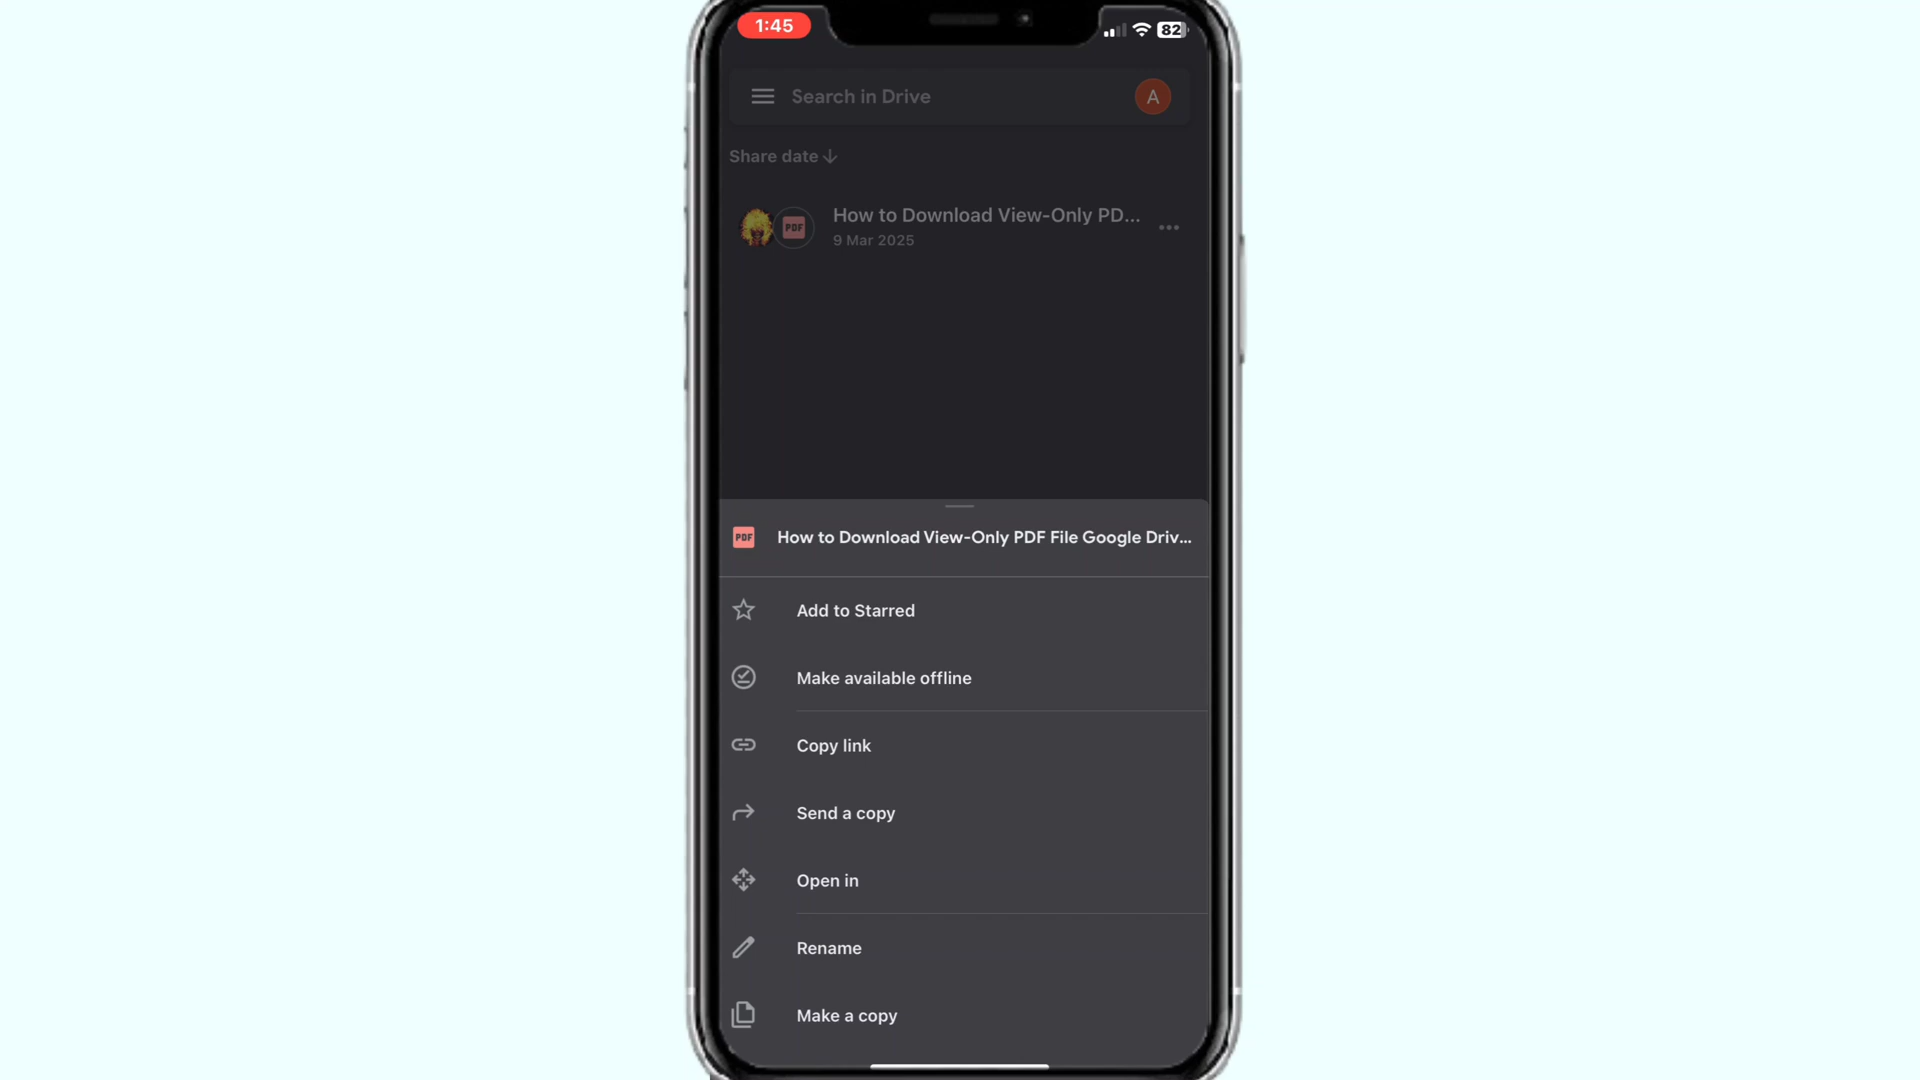 1:45
82
Search in Drive
A
Share date
PDF
How to Download View-Only PD...
9 Mar 2025
PDF
How to Download View-Only PDF File Google Driv...
Add to Starred
Make available offline
Copy link
Send a copy
Open in
Rename
Make a copy